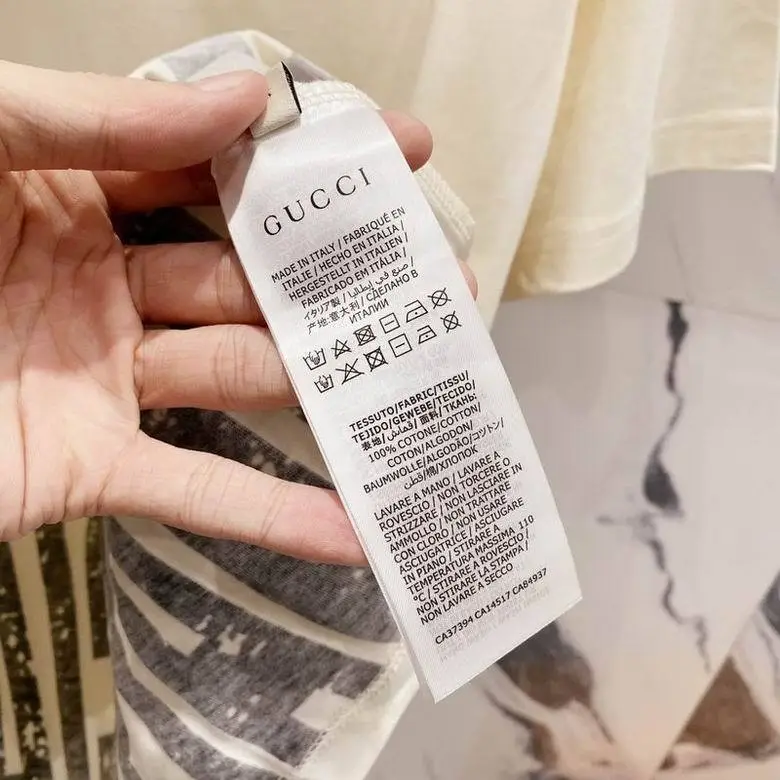 GUCCI
MADE IN ITALY / FABRIQUÉ EN
ITALIE / HECHO EN ITALIA /
HERGESTELLT IN ITALIEN /
FABRICADO EM ITÁLIA /
イタリア製 / صنع في إيطاليا /
产地:意大利 / СДЕЛАНО В
ИТАЛИИ
TESSUTO/FABRIC/TISSU/
TEJIDO/GEWEBE/TECIDO/
表地/قماش/面料/ТКАНЬ:
100% COTONE/COTTON/
COTON/ALGODON/
BAUMWOLLE/ALGODÃO/コットン/
قطن/棉/ХЛОПОК
LAVARE A MANO / LAVARE A
ROVESCIO / NON TORCERE O
STRIZZARE / NON LASCIARE IN
AMMOLLO / NON TRATTARE
CON CLORO / NON USARE
ASCIUGATRICE / ASCIUGARE
IN PIANO / STIRARE A
TEMPERATURA MASSIMA 110
°C / STIRARE A ROVESCIO /
NON STIRARE LA STAMPA /
NON LAVARE A SECCO
CA37394 CA14517 CA84937